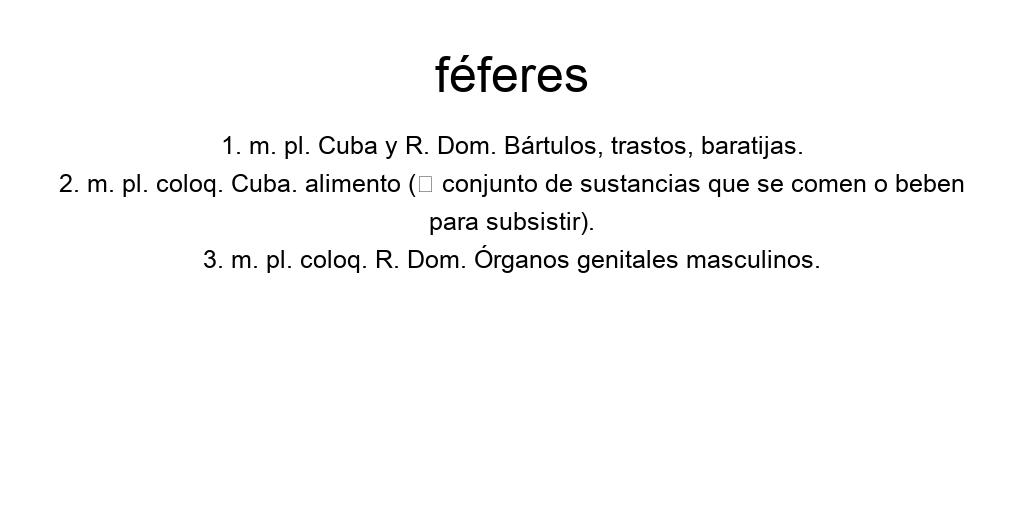 féferes
1. m. pl. Cuba y R. Dom. Bártulos, trastos, baratijas.
2. m. pl. coloq. Cuba. alimento (▯ conjunto de sustancias que se comen o beben
para subsistir).
3. m. pl. coloq. R. Dom. Órganos genitales masculinos.